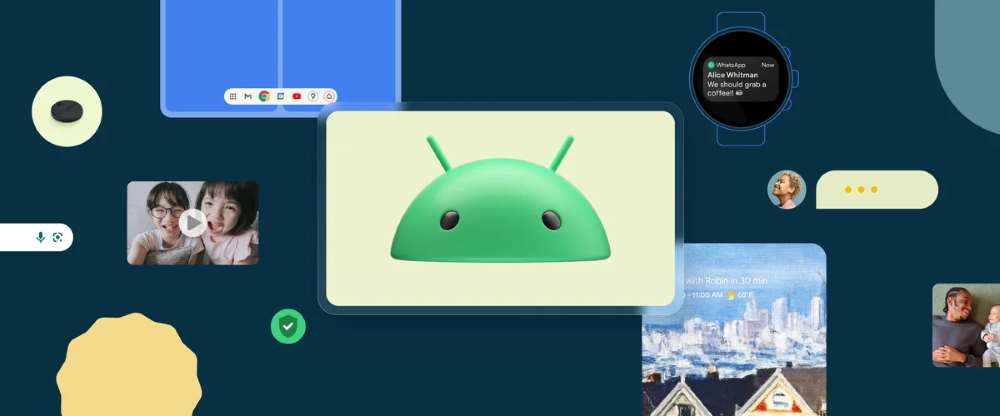 WhatsApp Now
Alice Whitman
We should grab a
coffee!! ☕
with Robin in 30 min
- 11:00 AM 68°F